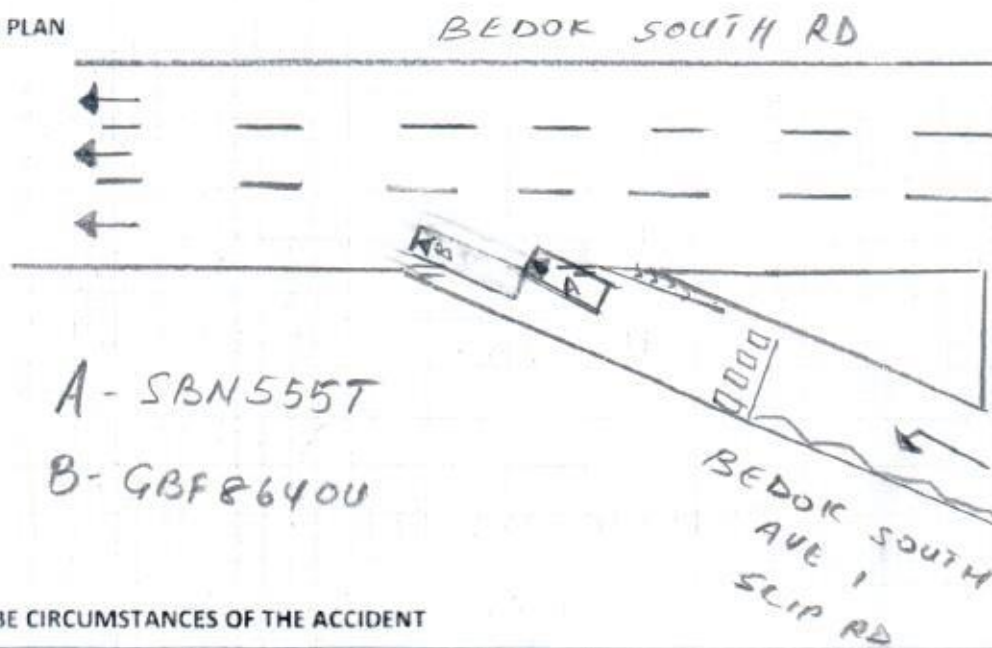 PLAN
BEDOK SOUTH RD
B
A
A - SBN555T
B - GBF8640U
BEDOK SOUTH
AVE 1
SLIP RD
BE CIRCUMSTANCES OF THE ACCIDENT